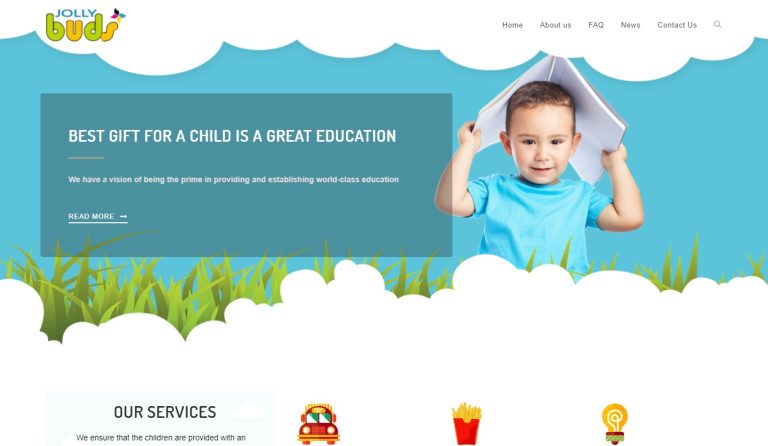 JOLLY
buds
Home About us FAQ News Contact Us
BEST GIFT FOR A CHILD IS A GREAT EDUCATION
We have a vision of being the prime in providing and establishing world-class education
READ MORE
OUR SERVICES
We ensure that the children are provided with an